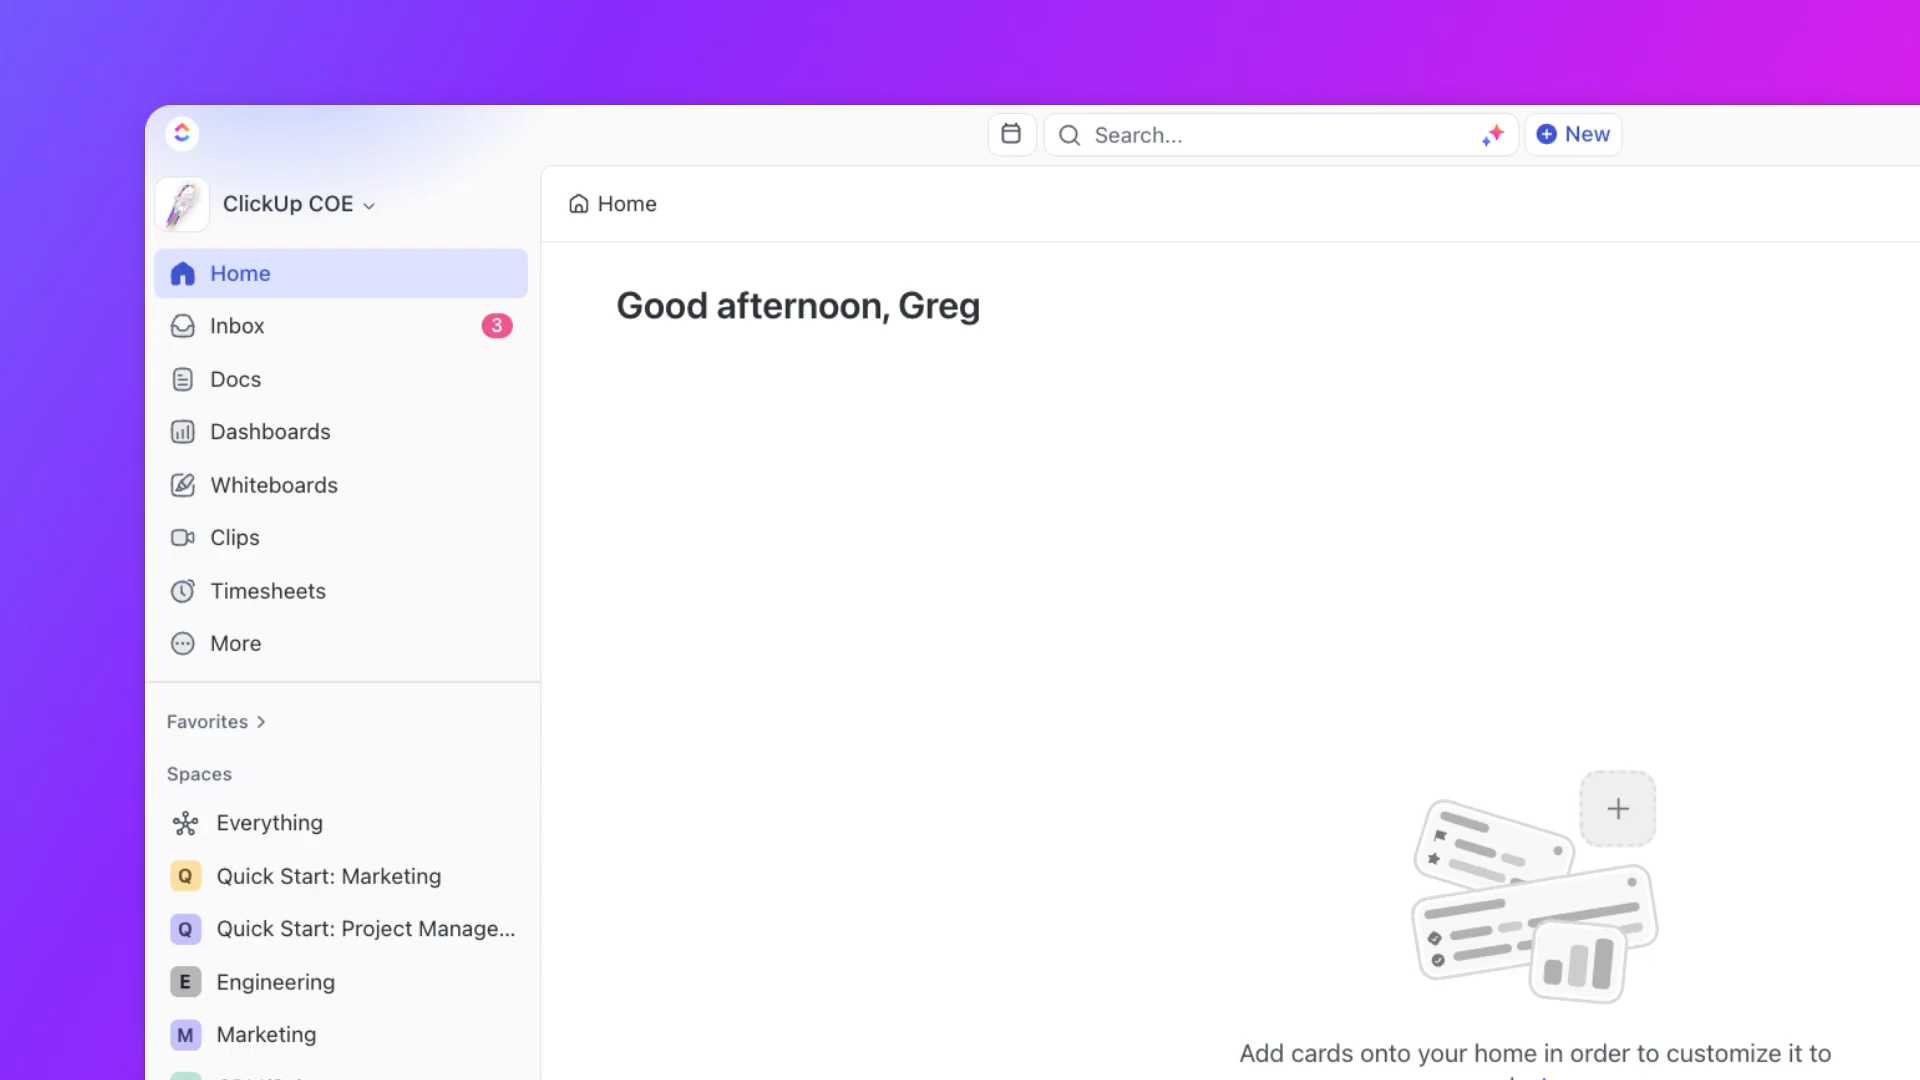 Search...
New
ClickUp COE
Home
Home
Good afternoon, Greg
Inbox
3
Docs
Dashboards
Whiteboards
Clips
Timesheets
More
Favorites
Spaces
Everything
Q Quick Start: Marketing
Q Quick Start: Project Manage...
E Engineering
M Marketing
Add cards onto your home in order to customize it to